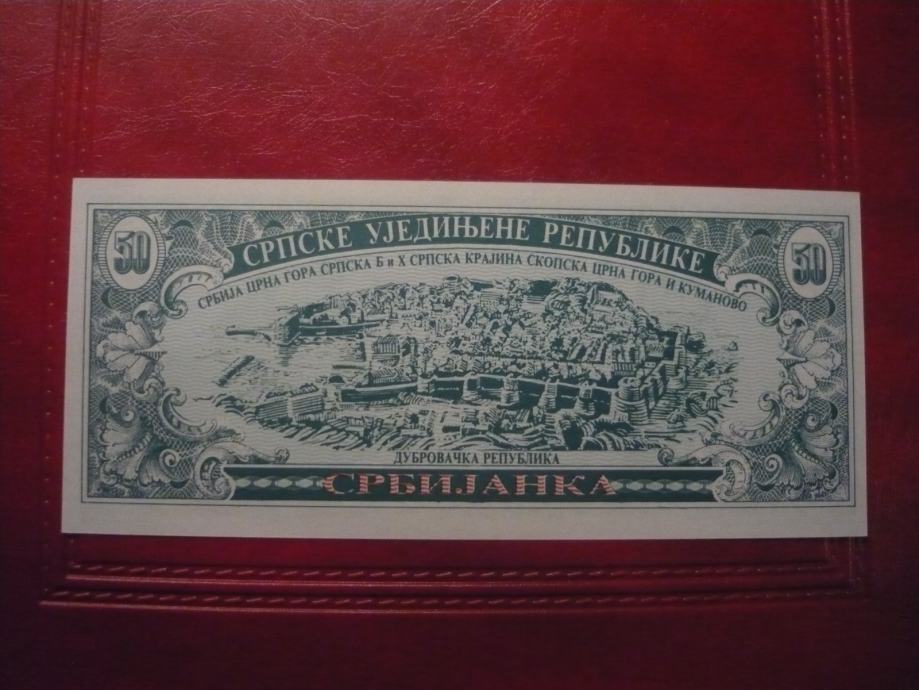 50 СРПСКЕ УЈЕДИЊЕНЕ РЕПУБЛИКЕ 50
СРБИЈА ЦРНА ГОРА СРПСКА Б и Х СРПСКА КРАЈИНА СКОПСКА ЦРНА ГОРА И КУМАНОВО
ДУБРОВАЧКА РЕПУБЛИКА
СРБИЈАНКА